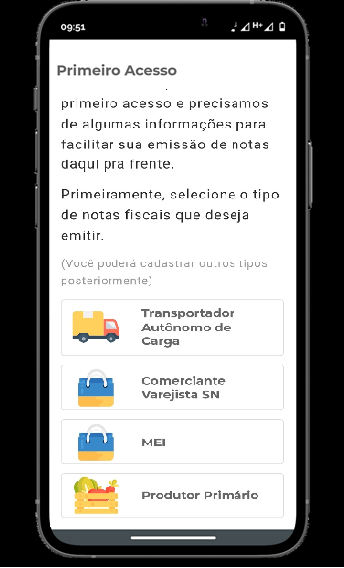 09:51
H+
Primeiro Acesso
primeiro acesso e precisamos
de algumas informações para
facilitar sua emissão de notas
daqui pra frente.
Primeiramente, selecione o tipo
de notas fiscais que deseja
emitir.
(Você poderá cadastrar outros tipos
posteriormente)
Transportador
Autônomo de
Carga
Comerciante
Varejista SN
MEI
Produtor Primário